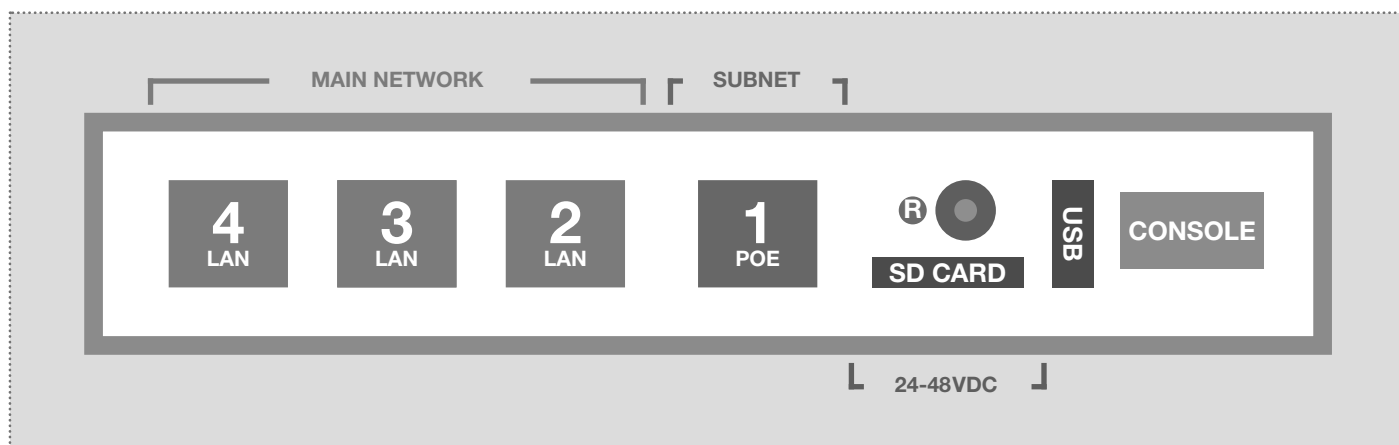 MAIN NETWORK
SUBNET
4
LAN
3
LAN
2
LAN
1
POE
R
SD CARD
USB
CONSOLE
24-48VDC